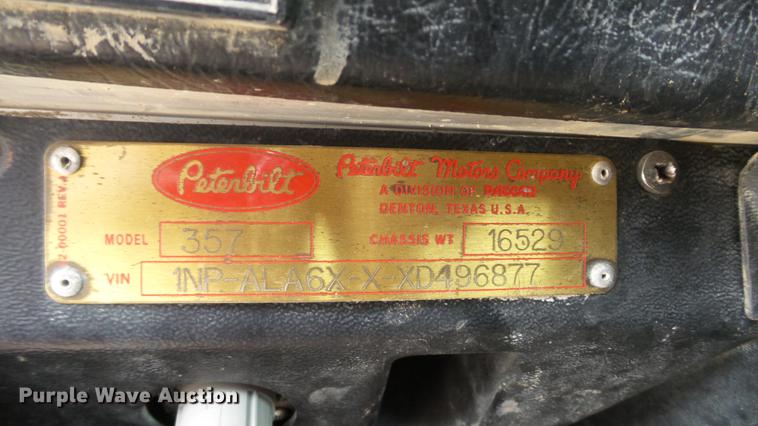 Peterbilt
Peterbilt Motors Company
A DIVISION OF PACCAR
DENTON, TEXAS U.S.A.
MODEL 357 CHASSIS WT 16529
VIN 1NP-ALA6X-X-XD496877
Purple Wave Auction